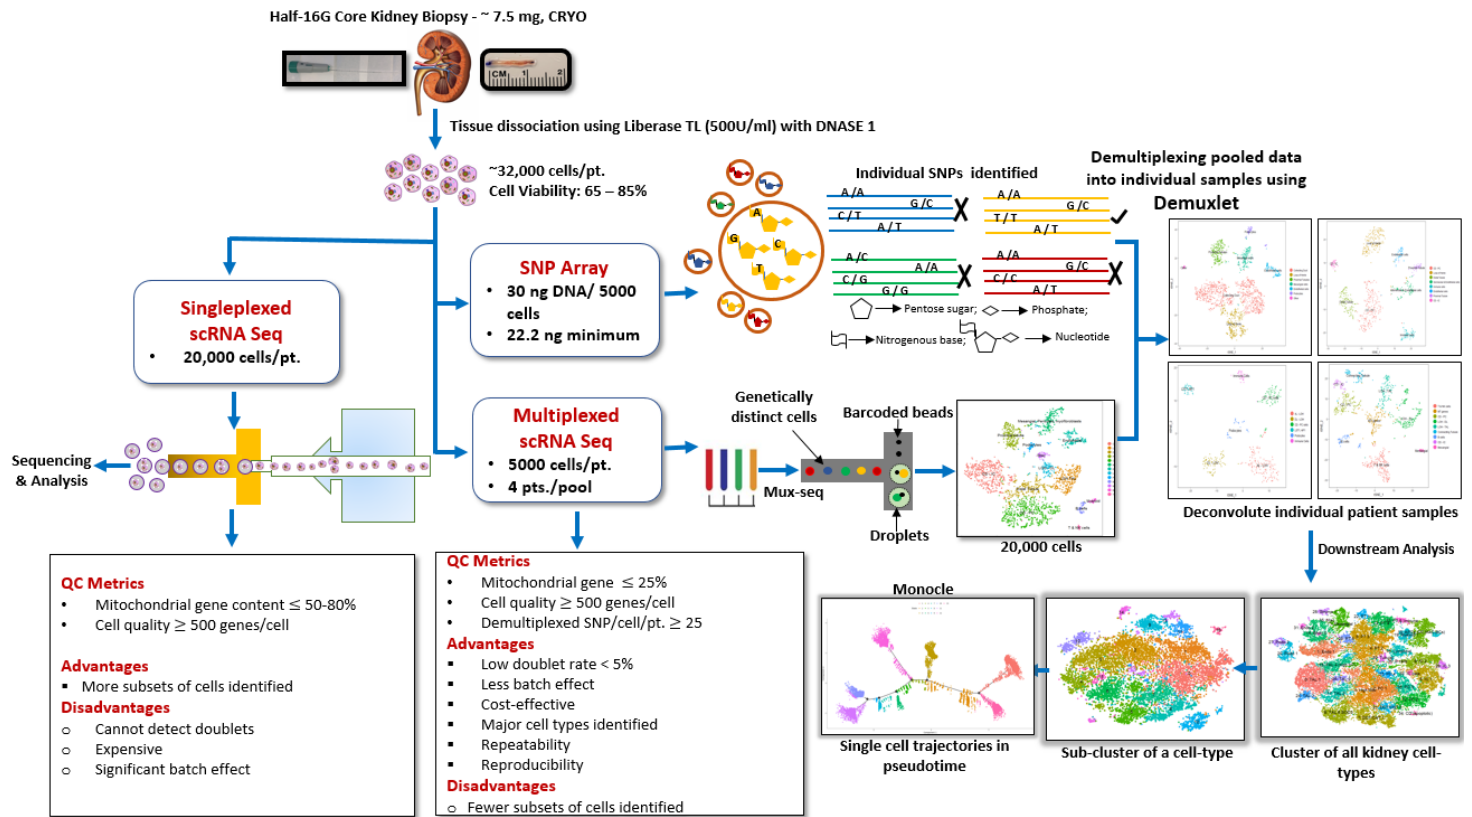 Half-16G Core Kidney Biopsy - ~ 7.5 mg, CRYO
CM 1 2
Tissue dissociation using Liberase TL (500U/ml) with DNASE 1
~32,000 cells/pt.
Cell Viability: 65 – 85%
Singleplexed
scRNA Seq
• 20,000 cells/pt.
SNP Array
• 30 ng DNA/ 5000
cells
• 22.2 ng minimum
Multiplexed
scRNA Seq
• 5000 cells/pt.
• 4 pts./pool
A
G
C
T
Individual SNPs identified
A/A
G/C
C/T
A/T
A/A
G/C
T/T
A/T
A/C
A/A
C/G
G/G
A/A
G/C
C/C
A/T
Pentose sugar;
Phosphate;
Nitrogenous base;
Nucleotide
Demultiplexing pooled data
into individual samples using
Demuxlet
Deconvolute individual patient samples
Downstream Analysis
Sequencing
& Analysis
Genetically
distinct cells
Barcoded beads
Mux-seq
Droplets
20,000 cells
QC Metrics
• Mitochondrial gene content ≤ 50-80%
• Cell quality ≥ 500 genes/cell
Advantages
▪ More subsets of cells identified
Disadvantages
o Cannot detect doublets
o Expensive
o Significant batch effect
QC Metrics
• Mitochondrial gene ≤ 25%
• Cell quality ≥ 500 genes/cell
• Demultiplexed SNP/cell/pt. ≥ 25
Advantages
▪ Low doublet rate < 5%
▪ Less batch effect
▪ Cost-effective
▪ Major cell types identified
▪ Repeatability
▪ Reproducibility
Disadvantages
o Fewer subsets of cells identified
Monocle
Single cell trajectories in
pseudotime
Sub-cluster of a cell-type
Cluster of all kidney cell-
types